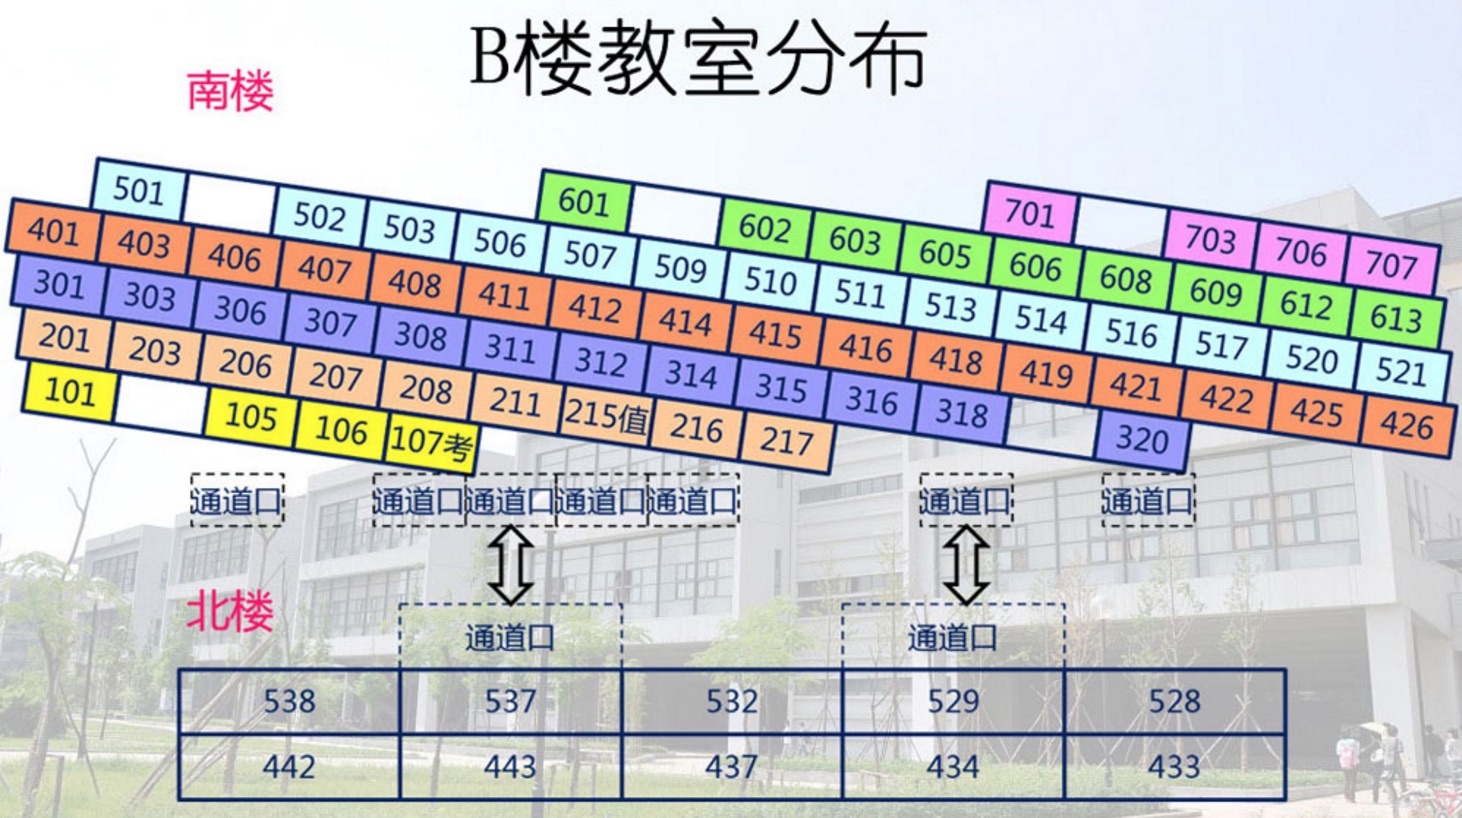 B楼教室分布
南楼
501 502 503 506 507 509 510 511 513 514 516 517 520 521
601 602 603 605 606 608 609 612 613
701 703 706 707
401 403 406 407 408 411 412 414 415 416 418 419 421 422 425 426
301 303 306 307 308 311 312 314 315 316 318 320
201 203 206 207 208 211 215值 216 217
101 105 106 107考
通道口 通道口 通道口 通道口 通道口 通道口 通道口
北楼
通道口 通道口
538 537 532 529 528
442 443 437 434 433